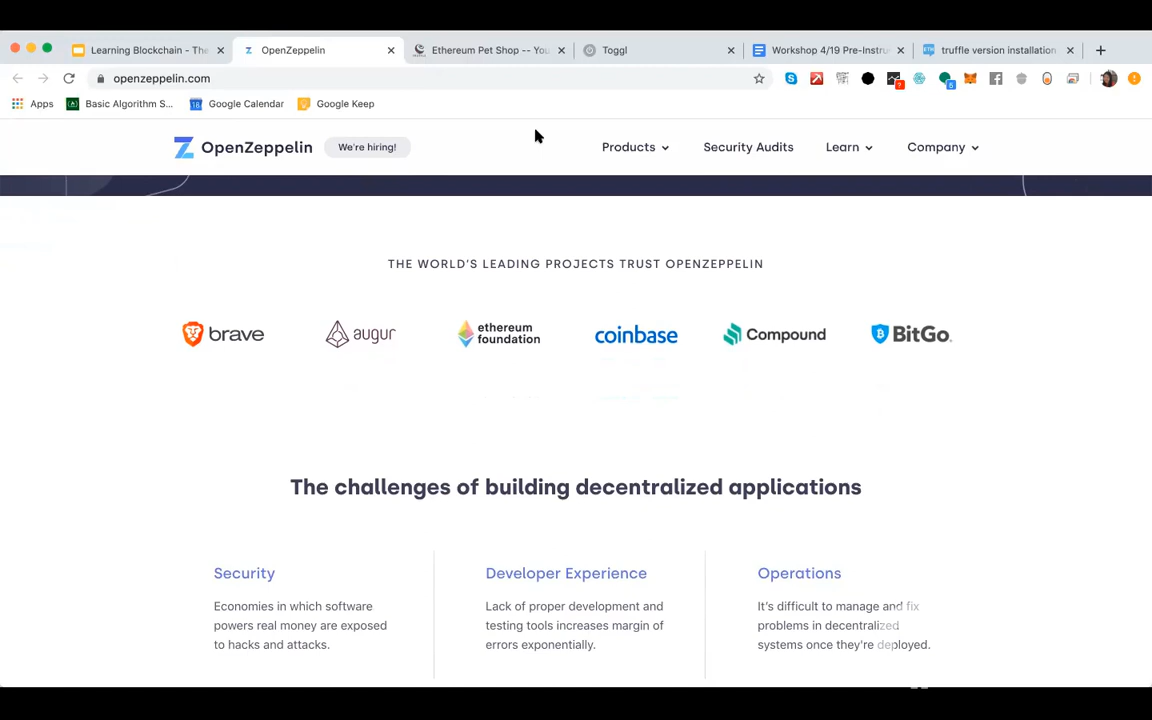 Learning Blockchain - The
OpenZeppelin
Ethereum Pet Shop -- You
Toggl
Workshop 4/19 Pre-Instru
truffle version installation
openzeppelin.com
Apps
Basic Algorithm S...
Google Calendar
Google Keep
OpenZeppelin
We're hiring!
Products
Security Audits
Learn
Company
THE WORLD'S LEADING PROJECTS TRUST OPENZEPPELIN
brave
augur
ethereum
foundation
coinbase
Compound
BitGo
The challenges of building decentralized applications
Security
Economies in which software
powers real money are exposed
to hacks and attacks.
Developer Experience
Lack of proper development and
testing tools increases margin of
errors exponentially.
Operations
It's difficult to manage and fix
problems in decentralized
systems once they're deployed.